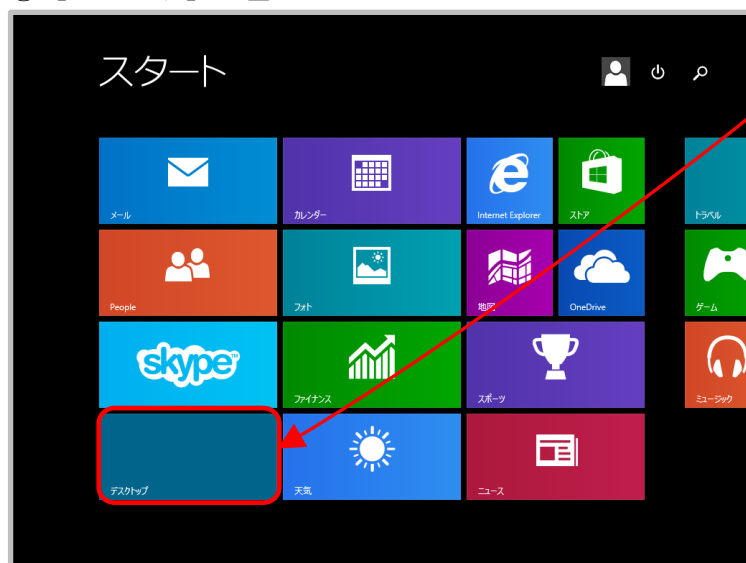 スタート
メール
カレンダー
Internet Explorer
ストア
トラベル
People
フォト
地図
OneDrive
ゲーム
skype
ファイナンス
スポーツ
ミュージック
デスクトップ
天気
ニュース